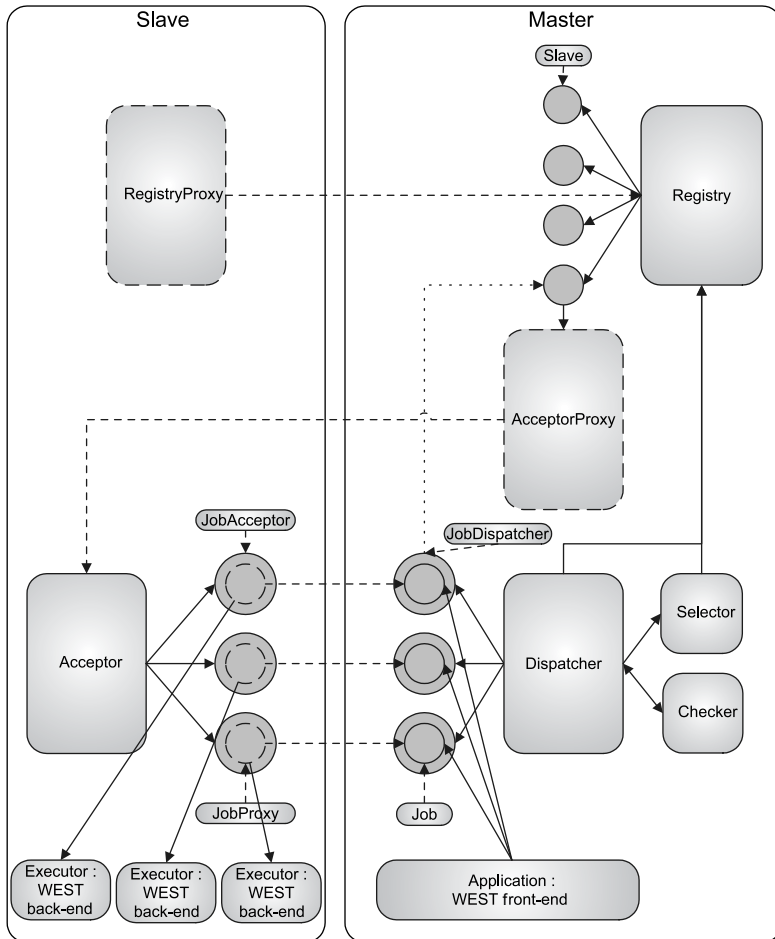 Slave
Master
Slave
RegistryProxy
Registry
AcceptorProxy
JobAcceptor
JobDispatcher
Acceptor
Dispatcher
Selector
Checker
JobProxy
Job
Executor :
WEST
back-end
Executor :
WEST
back-end
Executor :
WEST
back-end
Application :
WEST front-end